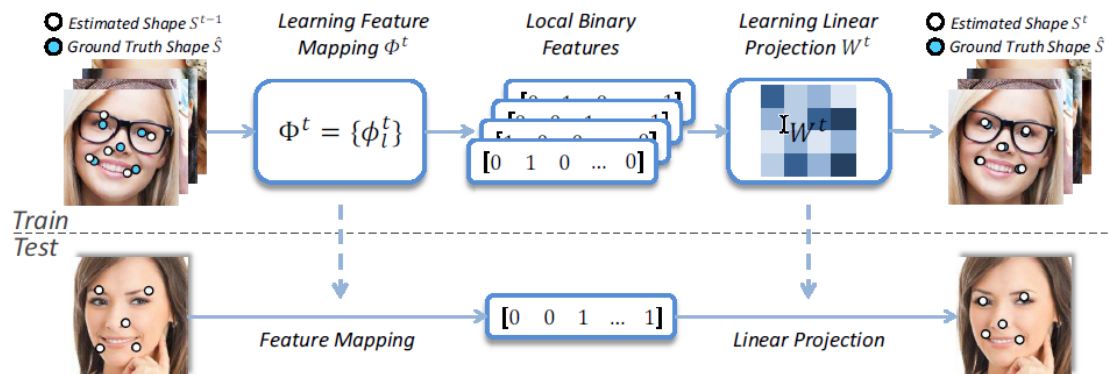 Estimated Shape S^{t−1}
Ground Truth Shape Ŝ
Learning Feature
Mapping Φ^t
Local Binary
Features
Learning Linear
Projection W^t
Estimated Shape S^t
Ground Truth Shape Ŝ
Φ^t = {ϕ_l^t}
[0 1 0 ... 0]
W^t
Train
Test
[0 0 1 ... 1]
Feature Mapping
Linear Projection